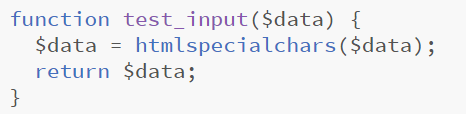 function test_input($data) {
  $data = htmlspecialchars($data);
  return $data;
}